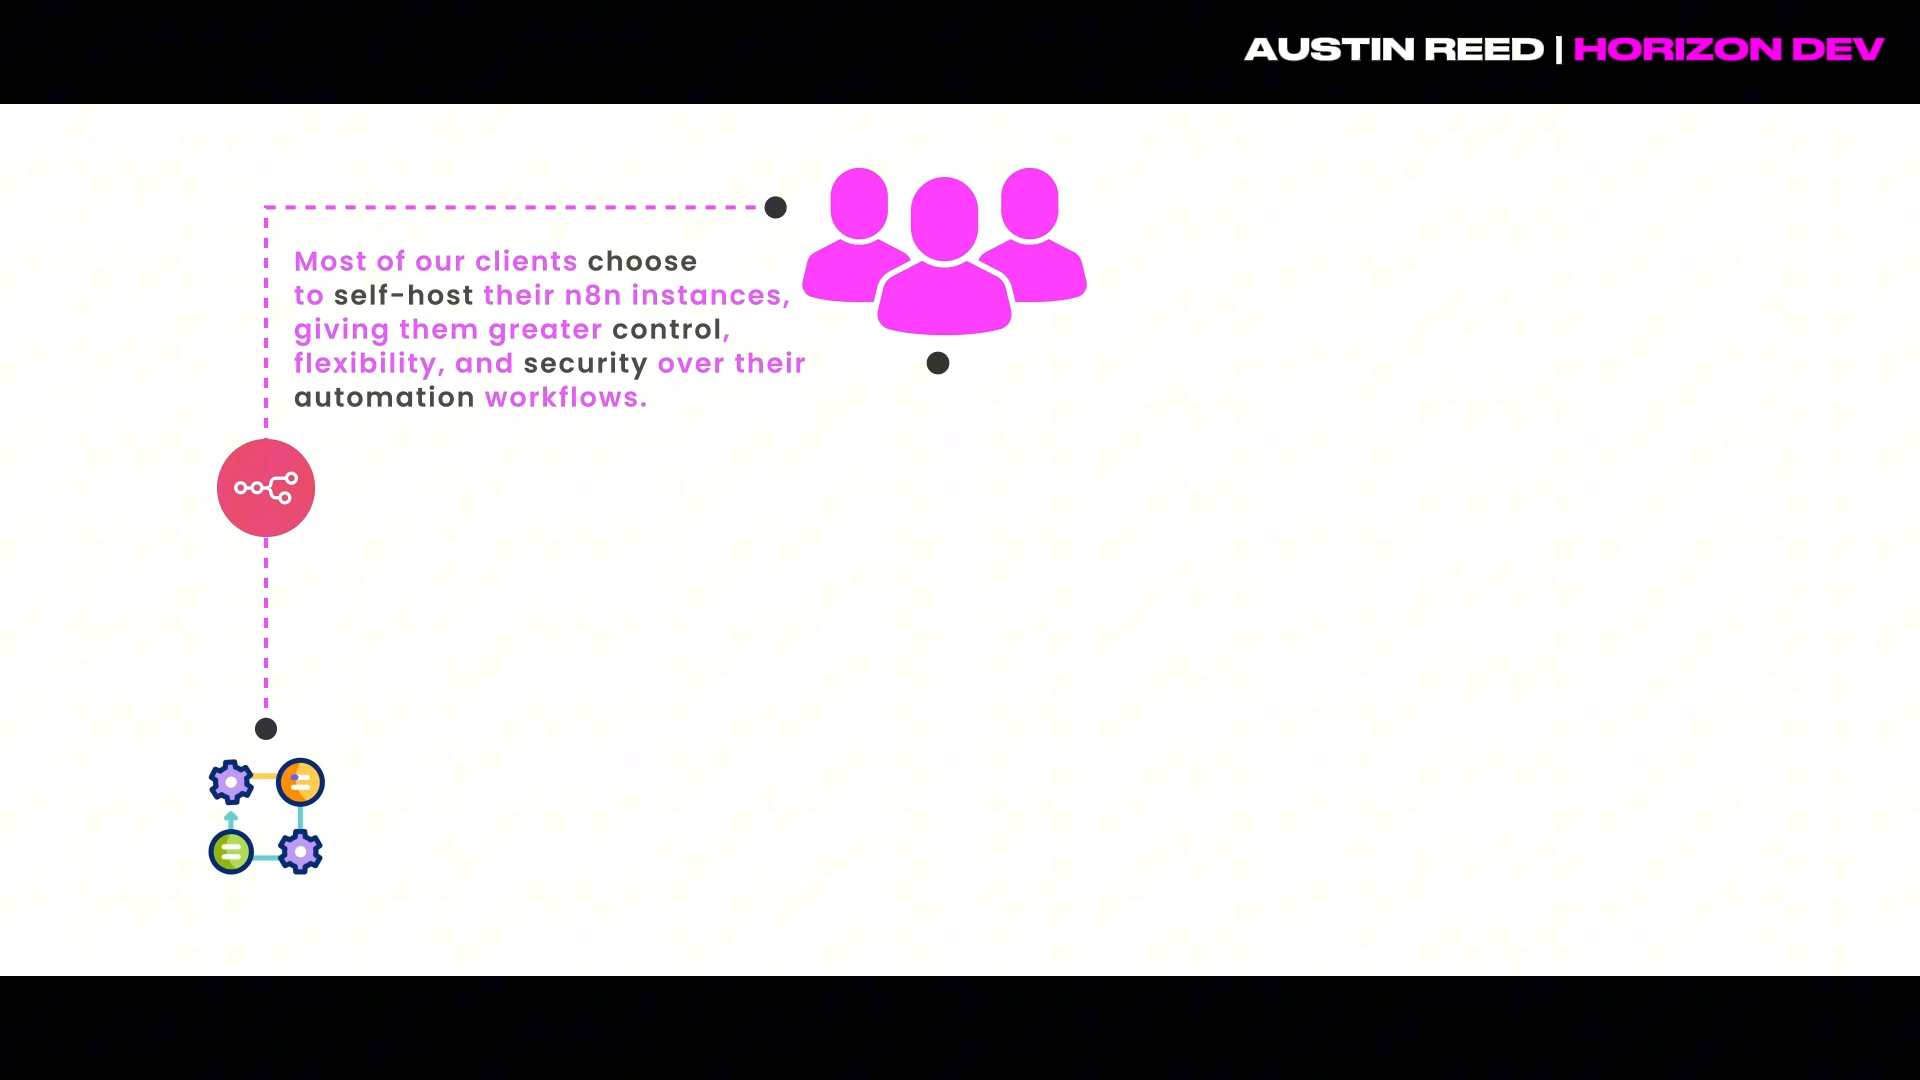 AUSTIN REED | HORIZON DEV
Most of our clients choose
to self-host their n8n instances,
giving them greater control,
flexibility, and security over their
automation workflows.